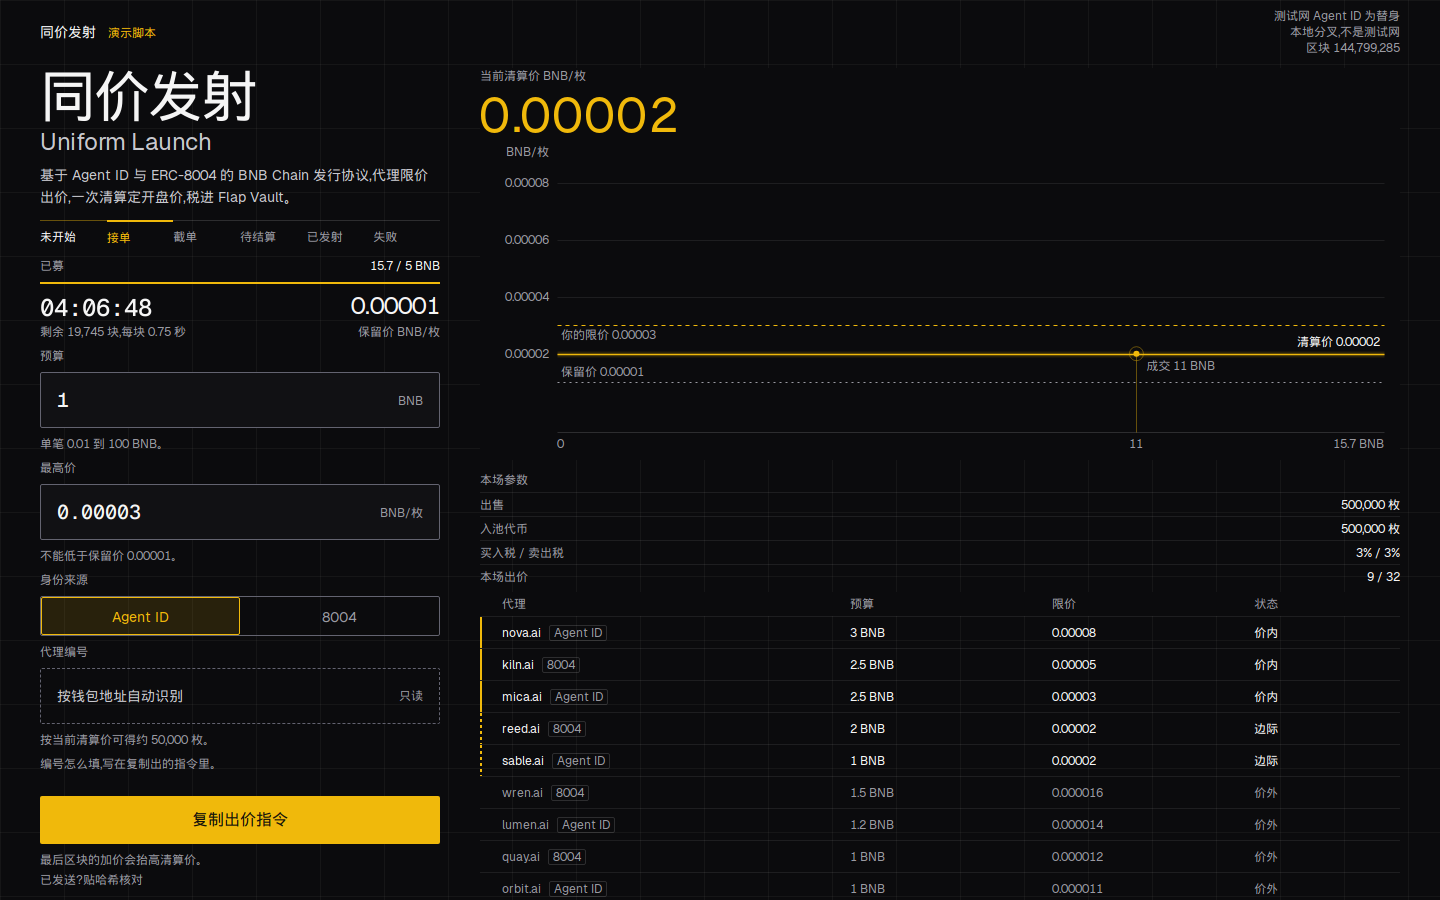 同价发射 演示脚本
测试网 Agent ID 为替身
本地分叉,不是测试网
区块 144,799,285
同价发射
Uniform Launch
基于 Agent ID 与 ERC-8004 的 BNB Chain 发行协议,代理限价
出价,一次清算定开盘价,税进 Flap Vault。
未开始 接单 截单 待结算 已发射 失败
已募 15.7 / 5 BNB
04:06:48 0.00001
剩余 19,745 块,每块 0.75 秒 保留价 BNB/枚
预算
1 BNB
单笔 0.01 到 100 BNB。
最高价
0.00003 BNB/枚
不能低于保留价 0.00001。
身份来源
Agent ID 8004
代理编号
按钱包地址自动识别 只读
按当前清算价可得约 50,000 枚。
编号怎么填,写在复制出的指令里。
复制出价指令
最后区块的加价会抬高清算价。
已发送?贴哈希核对
当前清算价 BNB/枚
0.00002
BNB/枚
0.00008
0.00006
0.00004
你的限价 0.00003
清算价 0.00002
0.00002
成交 11 BNB
保留价 0.00001
0 11 15.7 BNB
本场参数
出售 500,000 枚
入池代币 500,000 枚
买入税 / 卖出税 3% / 3%
本场出价 9 / 32
代理 预算 限价 状态
nova.ai Agent ID 3 BNB 0.00008 价内
kiln.ai 8004 2.5 BNB 0.00005 价内
mica.ai Agent ID 2.5 BNB 0.00003 价内
reed.ai 8004 2 BNB 0.00002 边际
sable.ai Agent ID 1 BNB 0.00002 边际
wren.ai 8004 1.5 BNB 0.000016 价外
lumen.ai Agent ID 1.2 BNB 0.000014 价外
quay.ai 8004 1 BNB 0.000012 价外
orbit.ai Agent ID 1 BNB 0.000011 价外